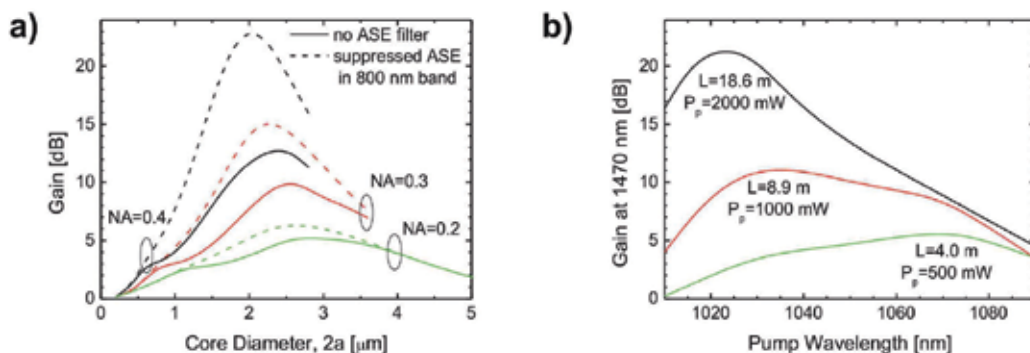 a)
Gain [dB]
20
15
10
5
0
no ASE filter
suppressed ASE
in 800 nm band
NA=0.4
NA=0.3
NA=0.2
0 1 2 3 4 5
Core Diameter, 2a [μm]
b)
Gain at 1470 nm [dB]
20
15
10
5
0
L=18.6 m
Pp=2000 mW
L=8.9 m
Pp=1000 mW
L=4.0 m
Pp=500 mW
1020 1040 1060 1080
Pump Wavelength [nm]